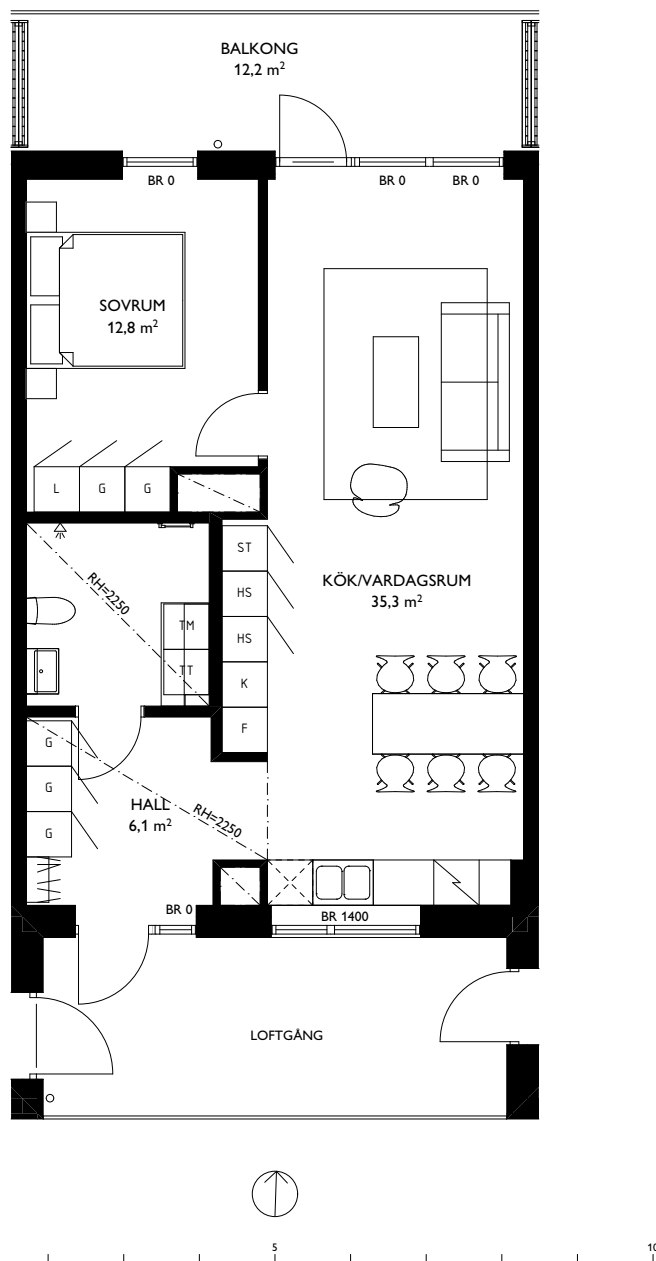 BALKONG
12,2 m²
BR 0
BR 0
BR 0
SOVRUM
12,8 m²
L
G
G
ST
HS
HS
K
F
KÖK/VARDAGSRUM
35,3 m²
RH=2250
TM
TT
G
G
G
HALL
6,1 m²
RH=2250
BR 0
BR 1400
LOFTGÅNG
5
10